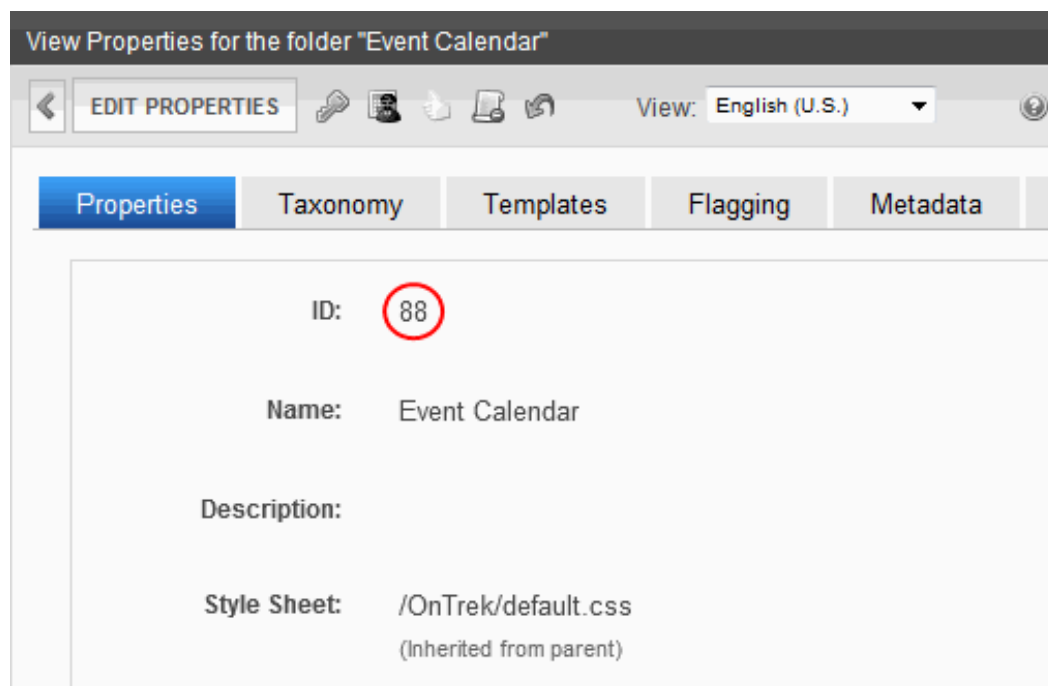 View Properties for the folder "Event Calendar"
EDIT PROPERTIES View: English (U.S.)
Properties Taxonomy Templates Flagging Metadata
ID: 88
Name: Event Calendar
Description:
Style Sheet: /OnTrek/default.css
(Inherited from parent)